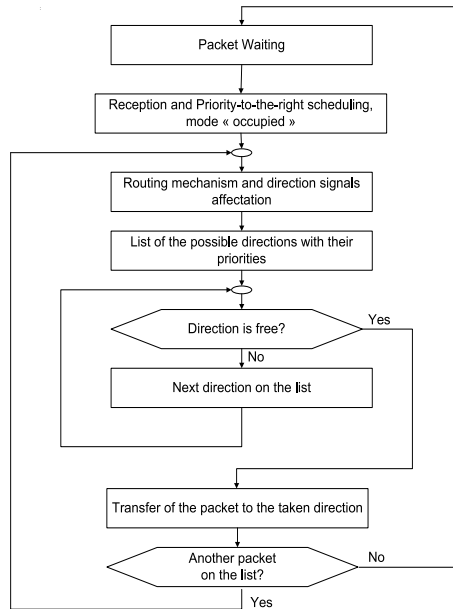 Packet Waiting
Reception and Priority-to-the-right scheduling,
mode « occupied »
Routing mechanism and direction signals
affectation
List of the possible directions with their
priorities
Direction is free?
Yes
No
Next direction on the list
Transfer of the packet to the taken direction
Another packet
on the list?
No
Yes